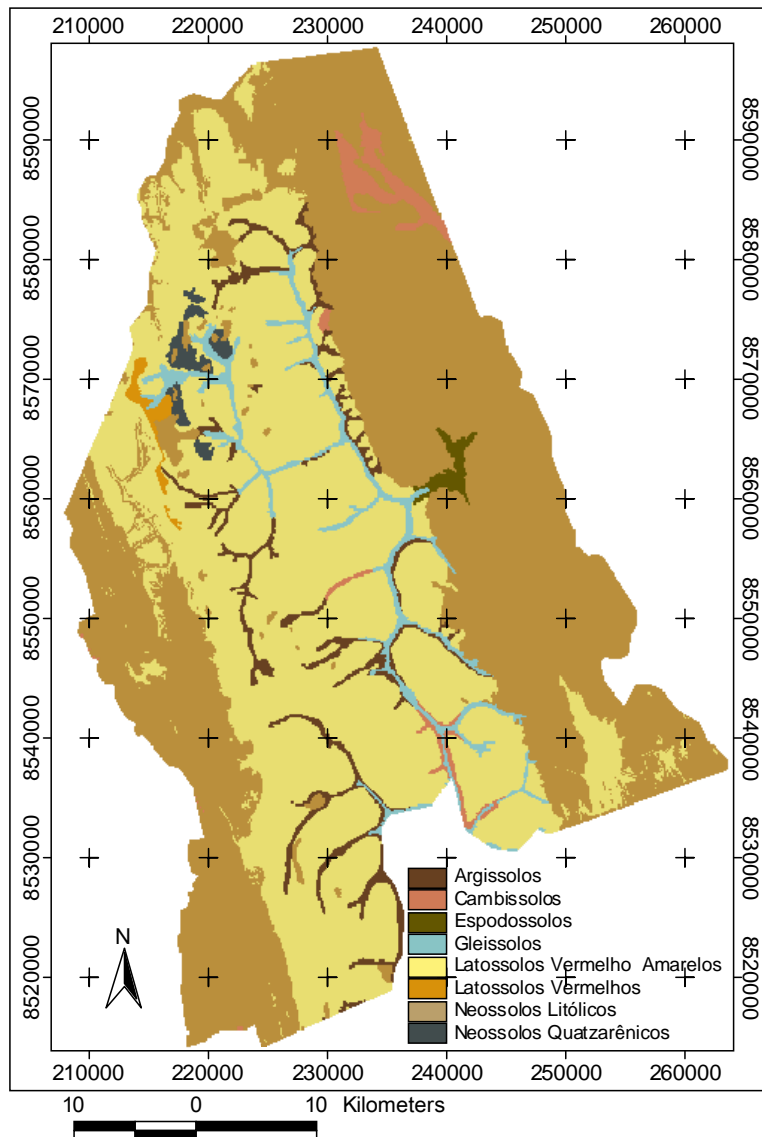 210000 220000 230000 240000 250000 260000
8590000 8590000
8580000 8580000
8570000 8570000
8560000 8560000
8550000 8550000
8540000 8540000
8530000 8530000
8520000 8520000
Argissolos
Cambissolos
Espodossolos
Gleissolos
Latossolos Vermelho Amarelos
Latossolos Vermelhos
Neossolos Litólicos
Neossolos Quatzarênicos
N
210000 220000 230000 240000 250000 260000
10 0 10 Kilometers